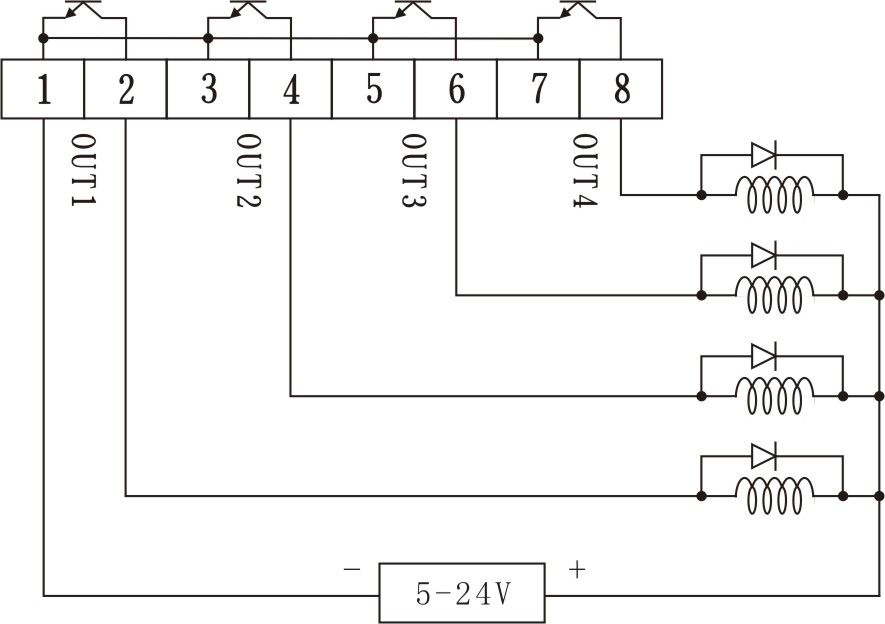 1 2 3 4 5 6 7 8
OUT1 OUT2 OUT3 OUT4
− +
5-24V